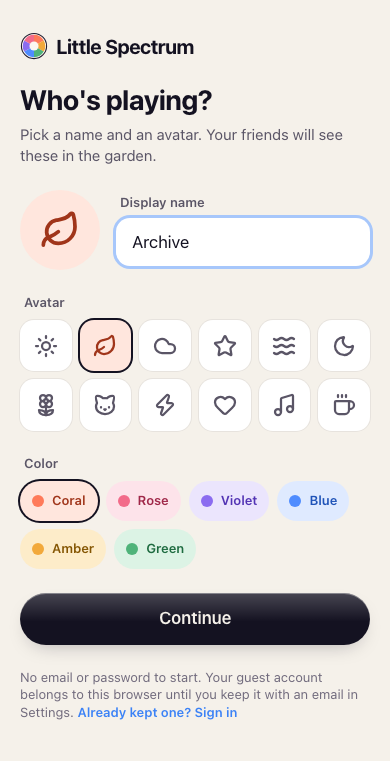 Little Spectrum
Who's playing?
Pick a name and an avatar. Your friends will see
these in the garden.
Display name
Archive
Avatar
Color
Coral
Rose
Violet
Blue
Amber
Green
Continue
No email or password to start. Your guest account
belongs to this browser until you keep it with an email in
Settings. Already kept one? Sign in